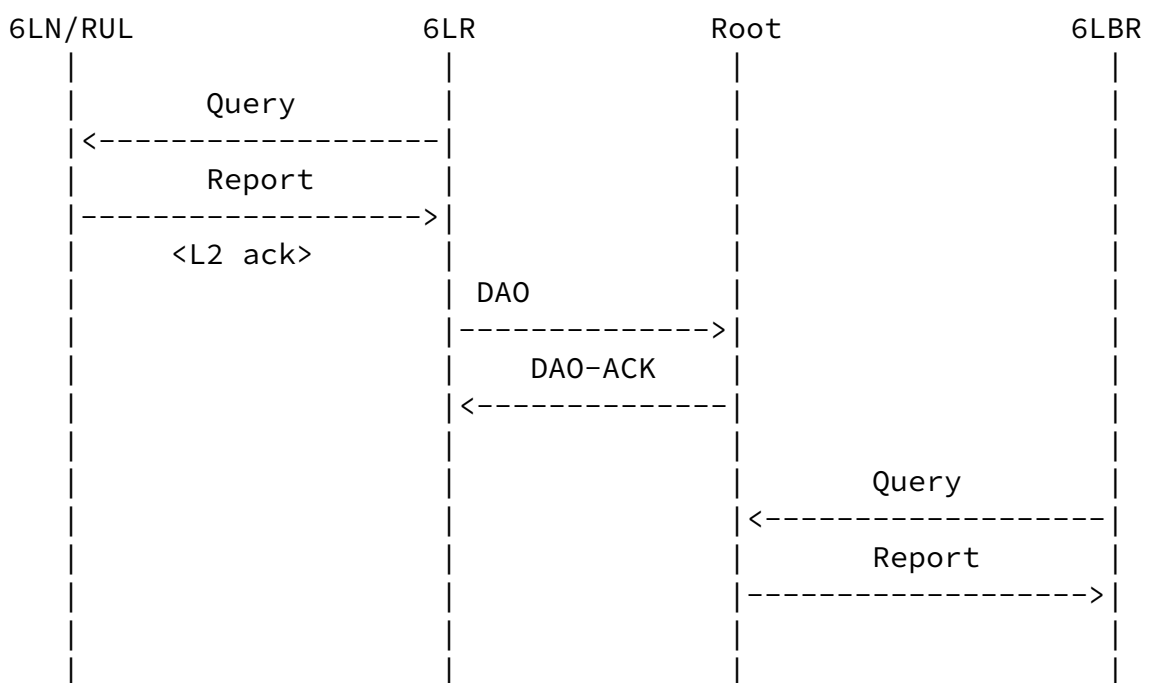 6LN/RUL 6LR Root 6LBR
Query
Report
<L2 ack>
DAO
DAO-ACK
Query
Report